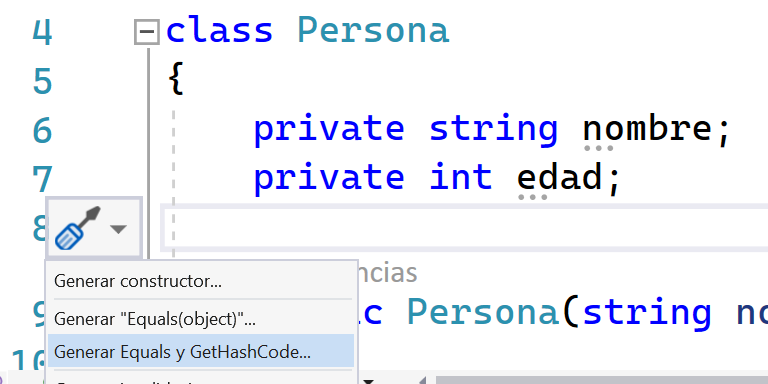 4 class Persona
5 {
6 private string nombre;
7 private int edad;
8
Generar constructor...
ncias
9 c Persona(string no
Generar "Equals(object)"...
Generar Equals y GetHashCode...
10